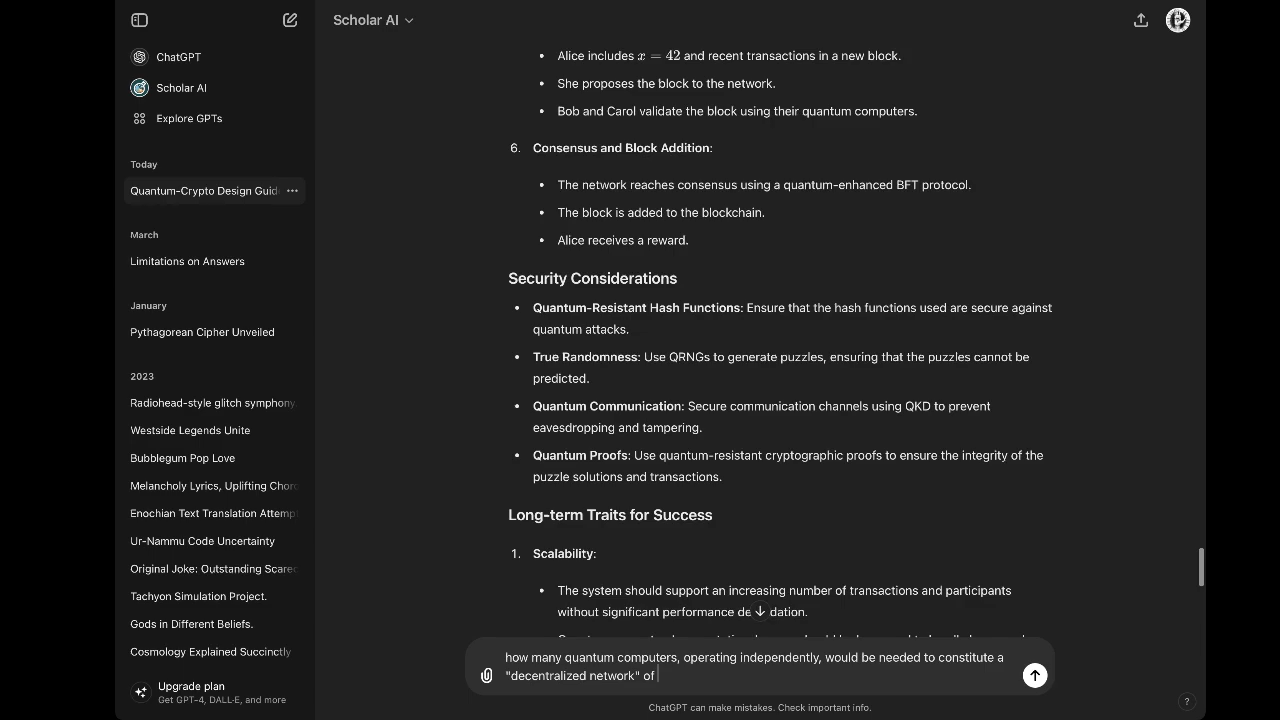 Scholar AI
ChatGPT
Scholar AI
Explore GPTs
Today
Quantum-Crypto Design Guid
March
Limitations on Answers
January
Pythagorean Cipher Unveiled
2023
Radiohead-style glitch symphony
Westside Legends Unite
Bubblegum Pop Love
Melancholy Lyrics, Uplifting Chord
Enochian Text Translation Attempt
Ur-Nammu Code Uncertainty
Original Joke: Outstanding Scarec
Tachyon Simulation Project.
Gods in Different Beliefs.
Cosmology Explained Succinctly
Upgrade plan
Get GPT-4, DALL·E, and more
• Alice includes x = 42 and recent transactions in a new block.
• She proposes the block to the network.
• Bob and Carol validate the block using their quantum computers.
6. Consensus and Block Addition:
• The network reaches consensus using a quantum-enhanced BFT protocol.
• The block is added to the blockchain.
• Alice receives a reward.
Security Considerations
• Quantum-Resistant Hash Functions: Ensure that the hash functions used are secure against
quantum attacks.
• True Randomness: Use QRNGs to generate puzzles, ensuring that the puzzles cannot be
predicted.
• Quantum Communication: Secure communication channels using QKD to prevent
eavesdropping and tampering.
• Quantum Proofs: Use quantum-resistant cryptographic proofs to ensure the integrity of the
puzzle solutions and transactions.
Long-term Traits for Success
1. Scalability:
• The system should support an increasing number of transactions and participants
without significant performance de dation.
how many quantum computers, operating independently, would be needed to constitute a
"decentralized network" of
ChatGPT can make mistakes. Check important info.
?